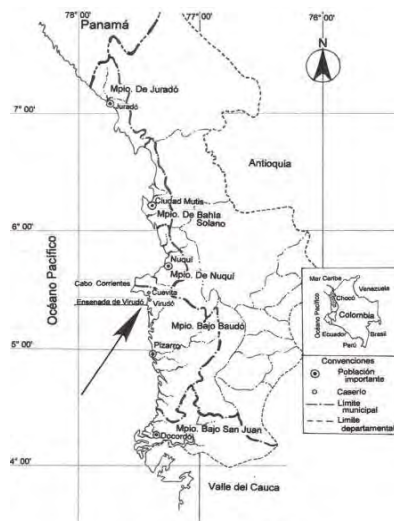 78° 00'
77° 00'
78° 00'
Panamá
N
Mpio. De Juradó
Juradó
7° 00'
Antioquia
Ciudad Mutis
Mpio. De Bahía
Solano
6° 00'
Océano Pacífico
Nuquí
Mpio. De Nuquí
Cabo Corrientes
Cuevita
Ensenada de Virudó
Virudó
Mpio. Bajo Baudó
5° 00'
Pizarro
Mpio. Bajo San Juan
Docordó
4° 00'
Valle del Cauca
Mar Caribe
Venezuela
Chocó
Océano Pacífico
Colombia
Ecuador
Brasil
Perú
Convenciones
Población
importante
Caserío
Límite
municipal
Límite
departamental